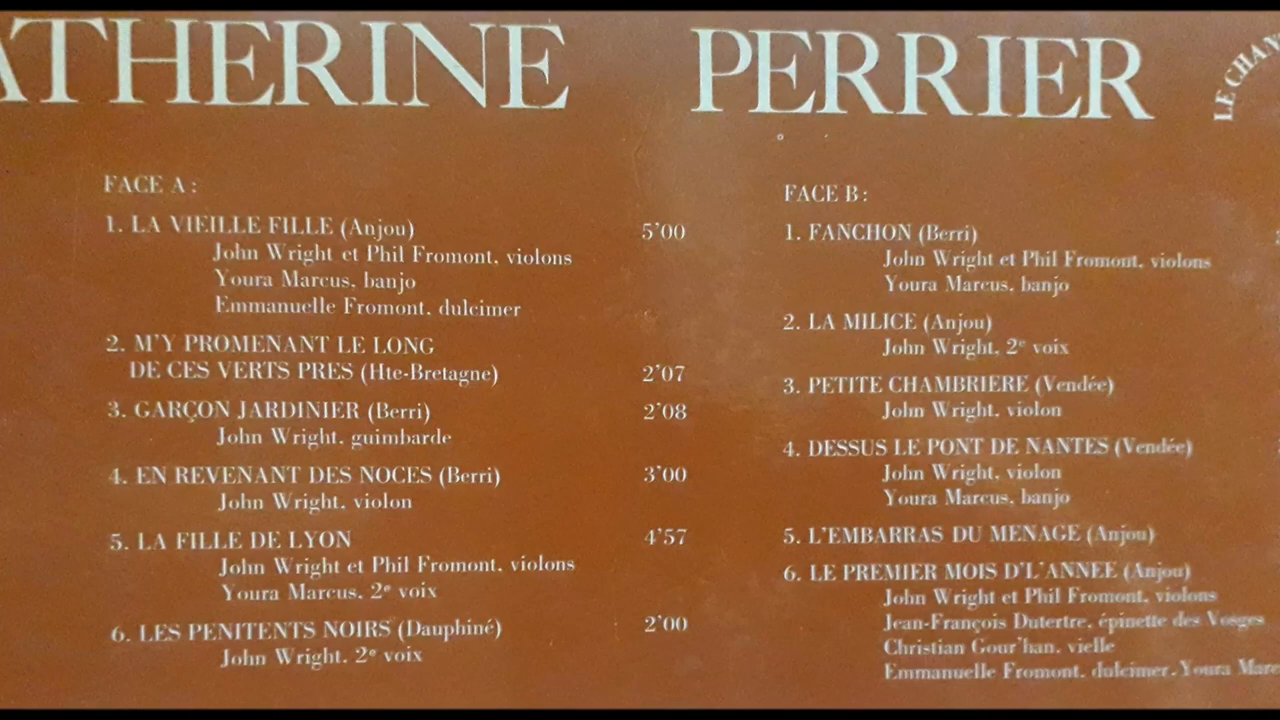 ATHERINE PERRIER
LE CHAN
FACE A :
1. LA VIEILLE FILLE (Anjou) 5'00
John Wright et Phil Fromont, violons
Youra Marcus, banjo
Emmanuelle Fromont, dulcimer
2. M'Y PROMENANT LE LONG
DE CES VERTS PRES (Hte-Bretagne) 2'07
3. GARÇON JARDINIER (Berri) 2'08
John Wright, guimbarde
4. EN REVENANT DES NOCES (Berri) 3'00
John Wright, violon
5. LA FILLE DE LYON 4'57
John Wright et Phil Fromont, violons
Youra Marcus, 2e voix
6. LES PENITENTS NOIRS (Dauphiné) 2'00
John Wright, 2e voix
FACE B :
1. FANCHON (Berri)
John Wright et Phil Fromont, violons
Youra Marcus, banjo
2. LA MILICE (Anjou)
John Wright, 2e voix
3. PETITE CHAMBRIERE (Vendée)
John Wright, violon
4. DESSUS LE PONT DE NANTES (Vendée)
John Wright, violon
Youra Marcus, banjo
5. L'EMBARRAS DU MENAGE (Anjou)
6. LE PREMIER MOIS D'L'ANNEE (Anjou)
John Wright et Phil Fromont, violons
Jean-François Dutertre, épinette des Vosges
Christian Gour'han, vielle
Emmanuelle Fromont, dulcimer, Youra Marc